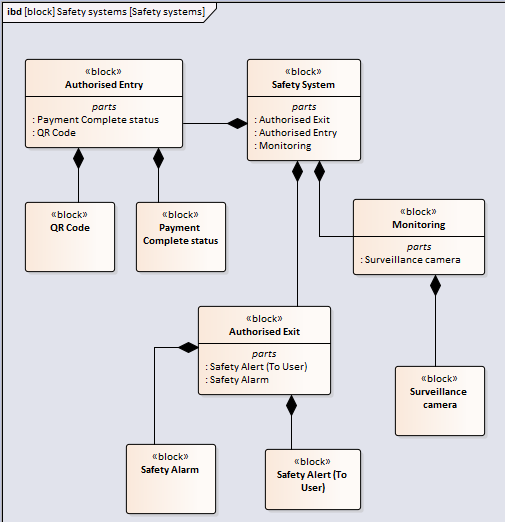 ibd [block] Safety systems [Safety systems]
«block»
Authorised Entry
parts
: Payment Complete status
: QR Code
«block»
Safety System
parts
: Authorised Exit
: Authorised Entry
: Monitoring
«block»
QR Code
«block»
Payment
Complete status
«block»
Monitoring
parts
: Surveillance camera
«block»
Authorised Exit
parts
: Safety Alert (To User)
: Safety Alarm
«block»
Surveillance
camera
«block»
Safety Alarm
«block»
Safety Alert (To
User)